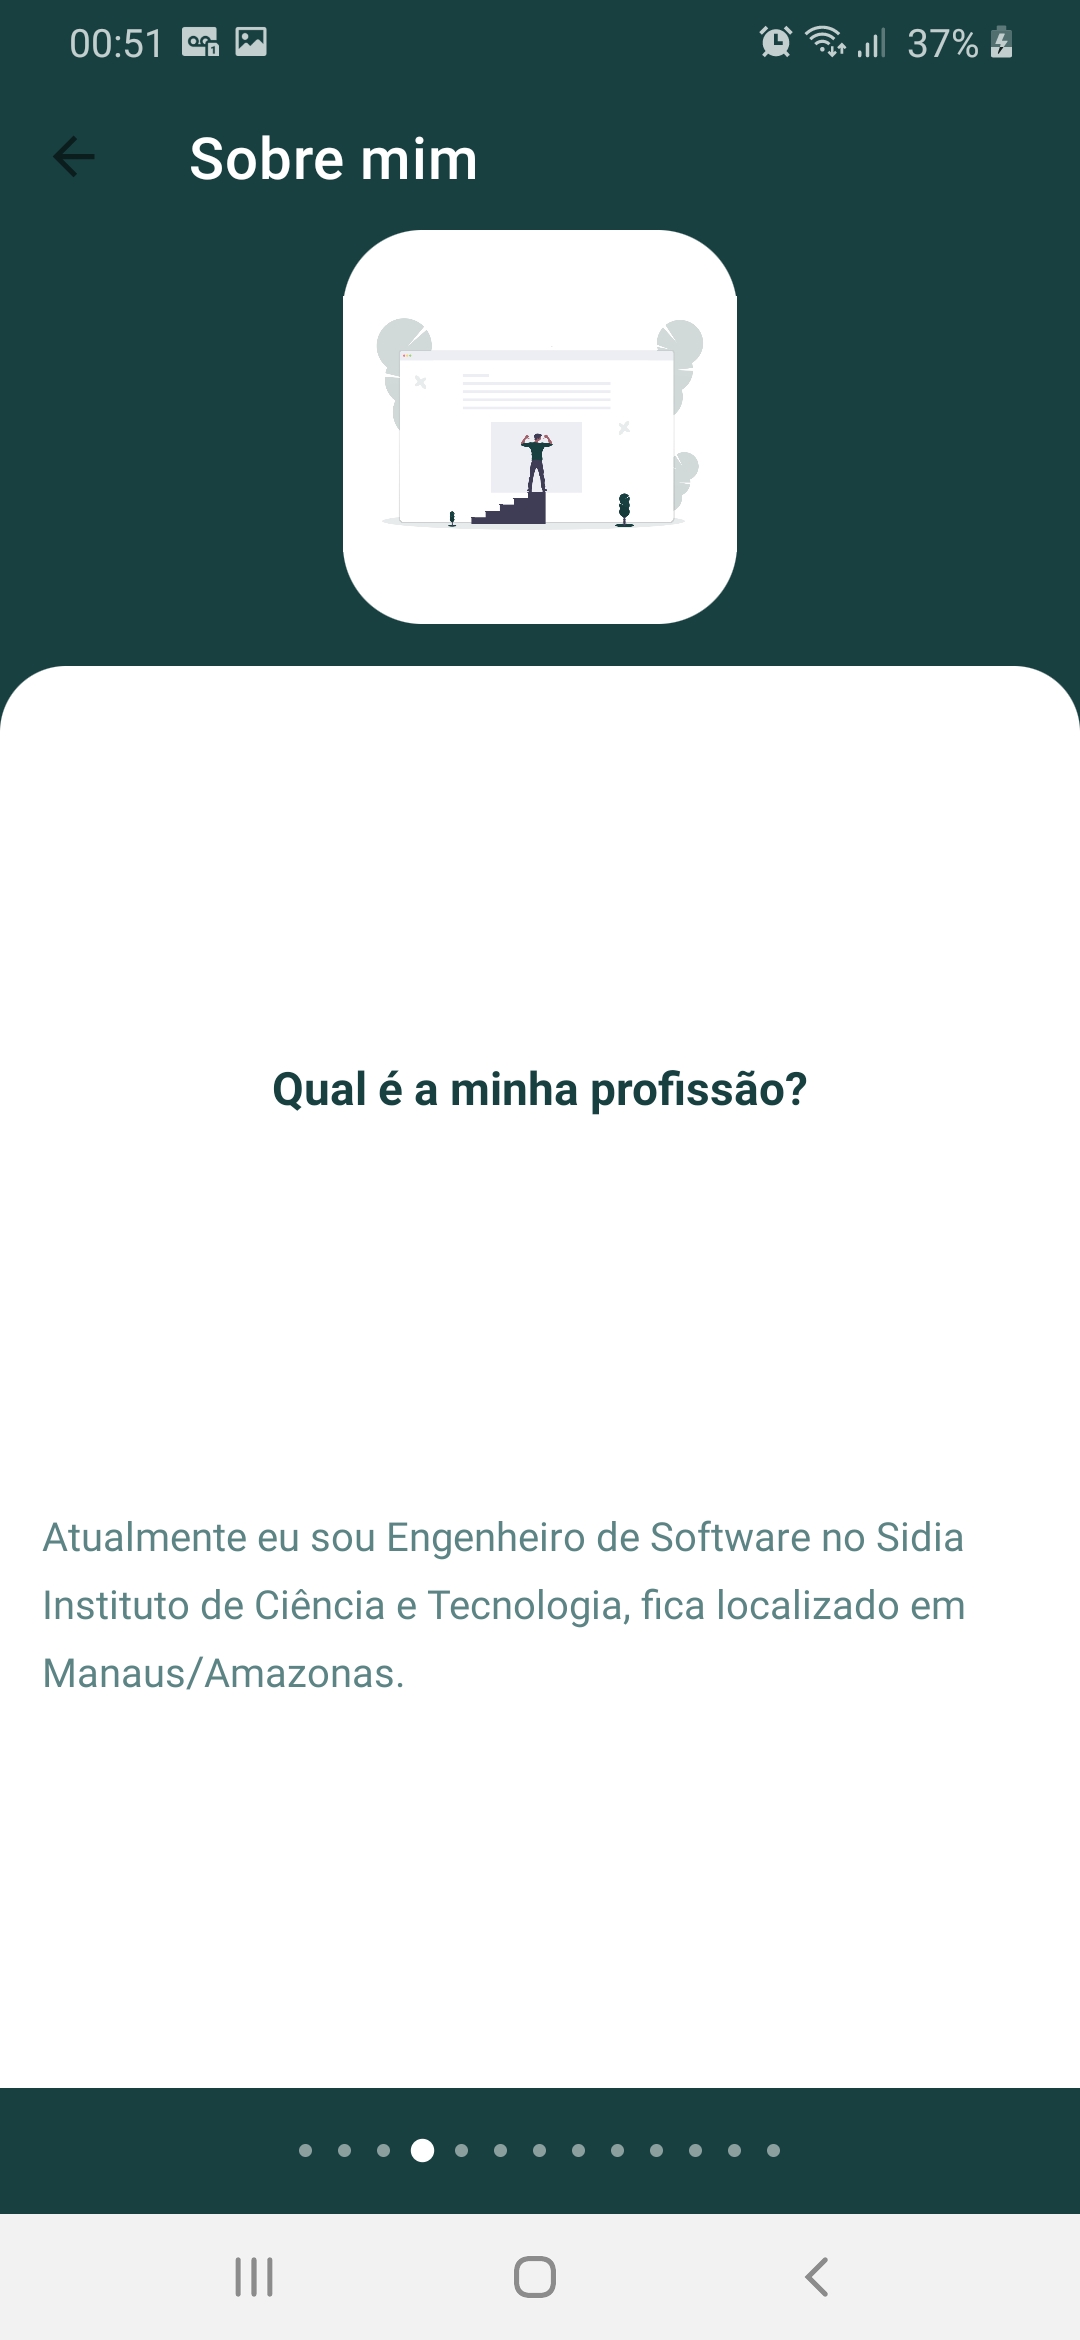 00:51
37%
Sobre mim
Qual é a minha profissão?
Atualmente eu sou Engenheiro de Software no Sidia
Instituto de Ciência e Tecnologia, fica localizado em
Manaus/Amazonas.